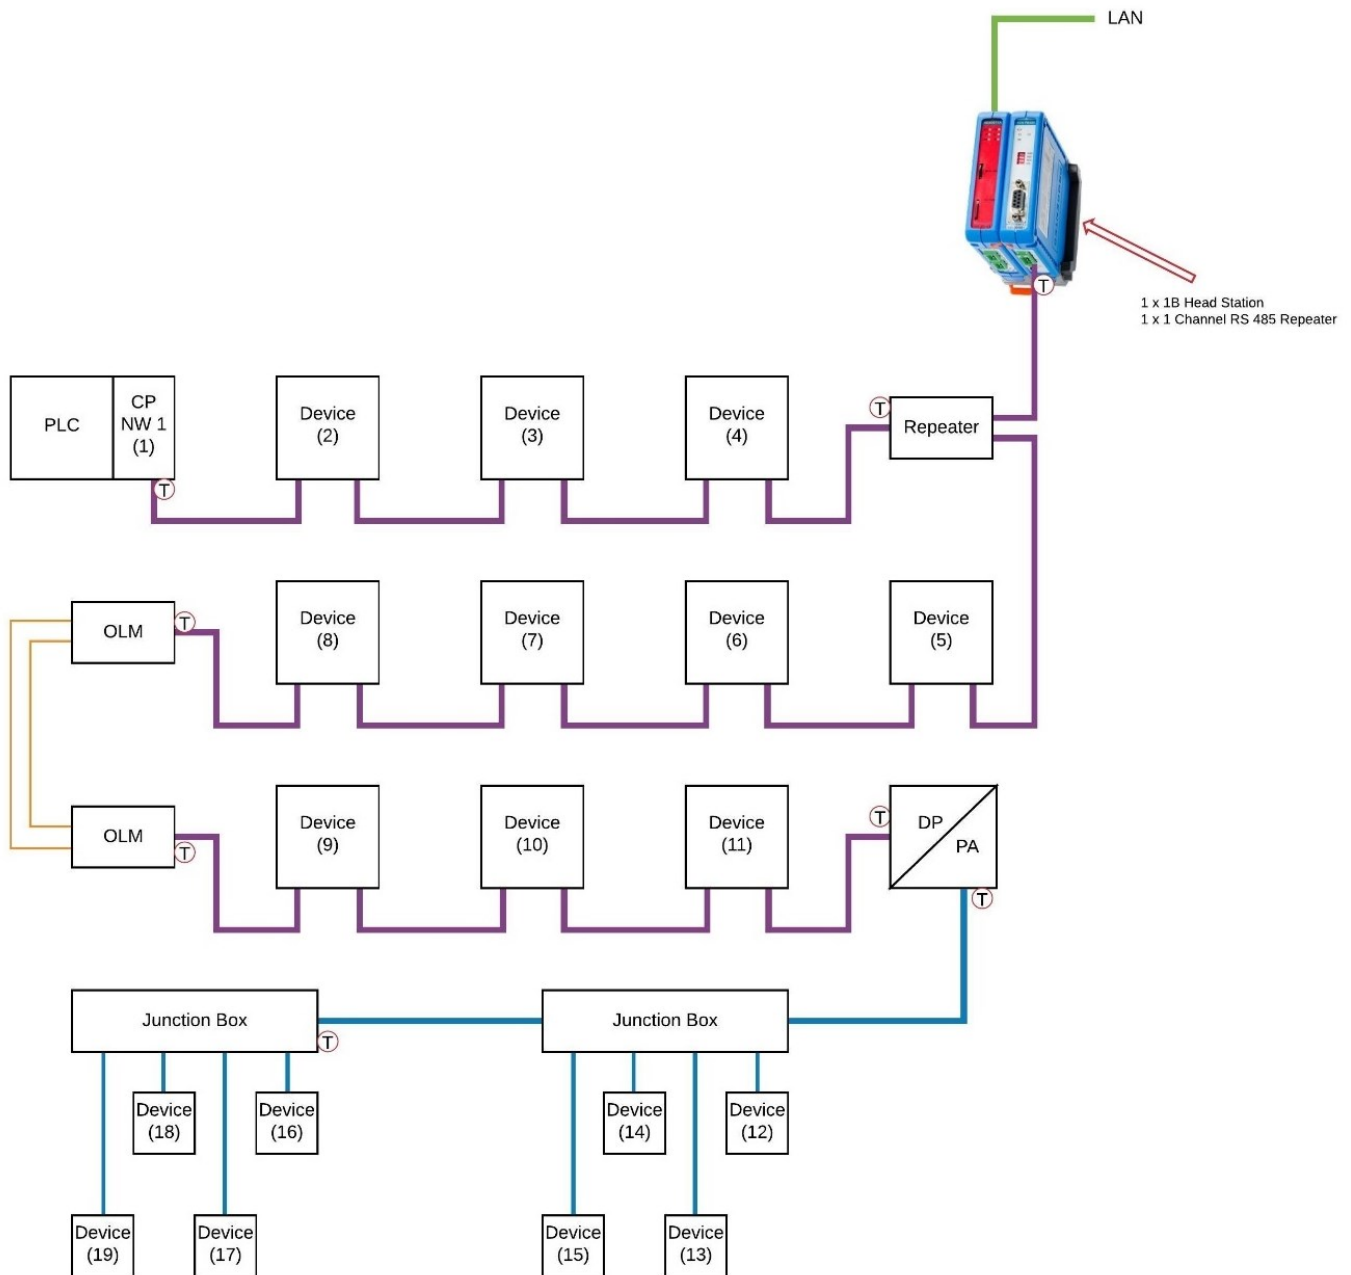 LAN
T
1 x 1B Head Station
1 x 1 Channel RS 485 Repeater
PLC
CP
NW 1
(1)
T
Device
(2)
Device
(3)
Device
(4)
T
Repeater
OLM
T
Device
(8)
Device
(7)
Device
(6)
Device
(5)
OLM
T
Device
(9)
Device
(10)
Device
(11)
T
DP
PA
T
Junction Box
T
Junction Box
Device
(18)
Device
(16)
Device
(14)
Device
(12)
Device
(19)
Device
(17)
Device
(15)
Device
(13)